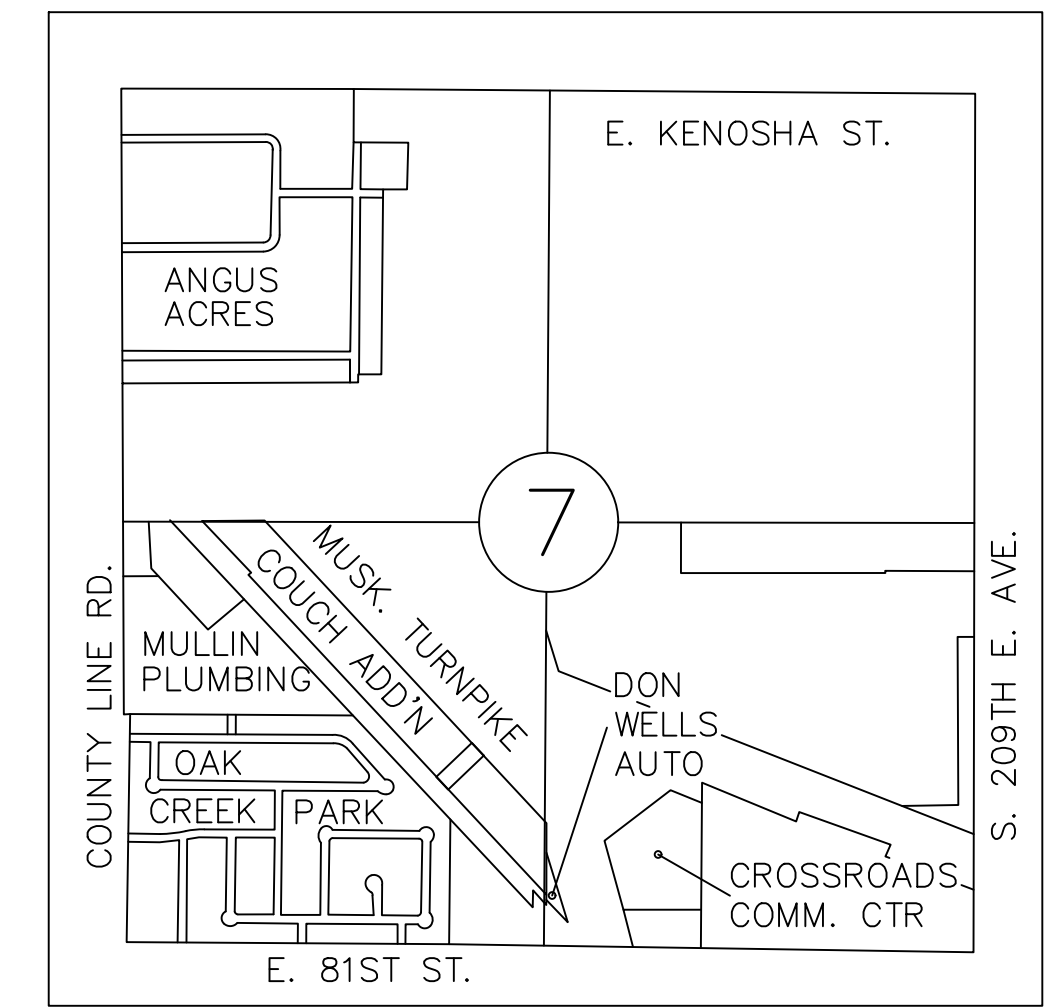 E. KENOSHA ST.
ANGUS
ACRES
7
COUNTY LINE RD.
MUSK. TURNPIKE
COUCH ADD'N
MULLIN
PLUMBING
S. 209TH E. AVE.
DON
WELLS
AUTO
OAK
CREEK PARK
CROSSROADS
COMM. CTR
E. 81ST ST.